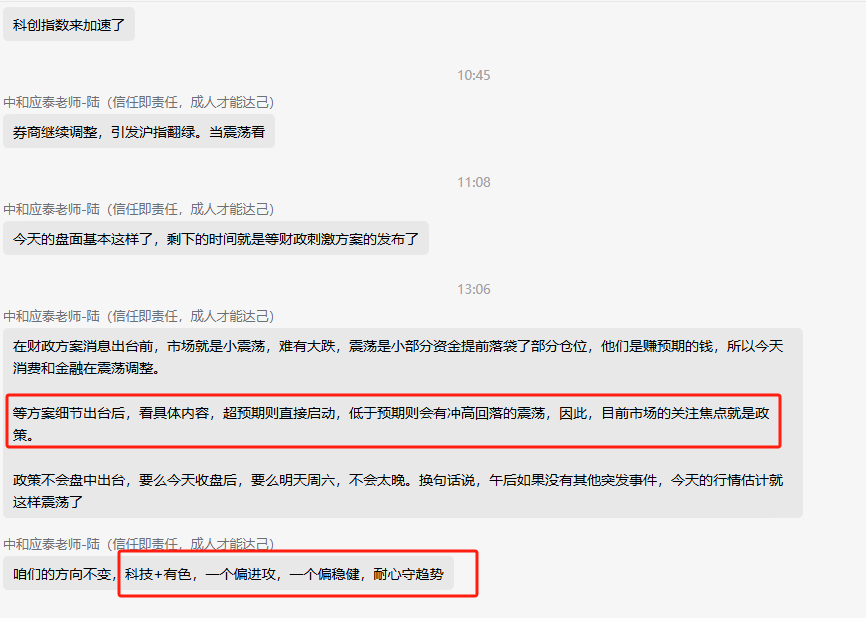 科创指数来加速了
10:45
中和应泰老师-陆（信任即责任，成人才能达己）
券商继续调整，引发沪指翻绿。当震荡看
11:08
中和应泰老师-陆（信任即责任，成人才能达己）
今天的盘面基本这样了，剩下的时间就是等财政刺激方案的发布了
13:06
中和应泰老师-陆（信任即责任，成人才能达己）
在财政方案消息出台前，市场就是小震荡，难有大跌，震荡是小部分资金提前落袋了部分仓位，他们是赚预期的钱，所以今天
消费和金融在震荡调整。
等方案细节出台后，看具体内容，超预期则直接启动，低于预期则会有冲高回落的震荡，因此，目前市场的关注焦点就是政
策。
政策不会盘中出台，要么今天收盘后，要么明天周六，不会太晚。换句话说，午后如果没有其他突发事件，今天的行情估计就
这样震荡了
中和应泰老师-陆（信任即责任，成人才能达己）
咱们的方向不变，科技+有色，一个偏进攻，一个偏稳健，耐心守趋势